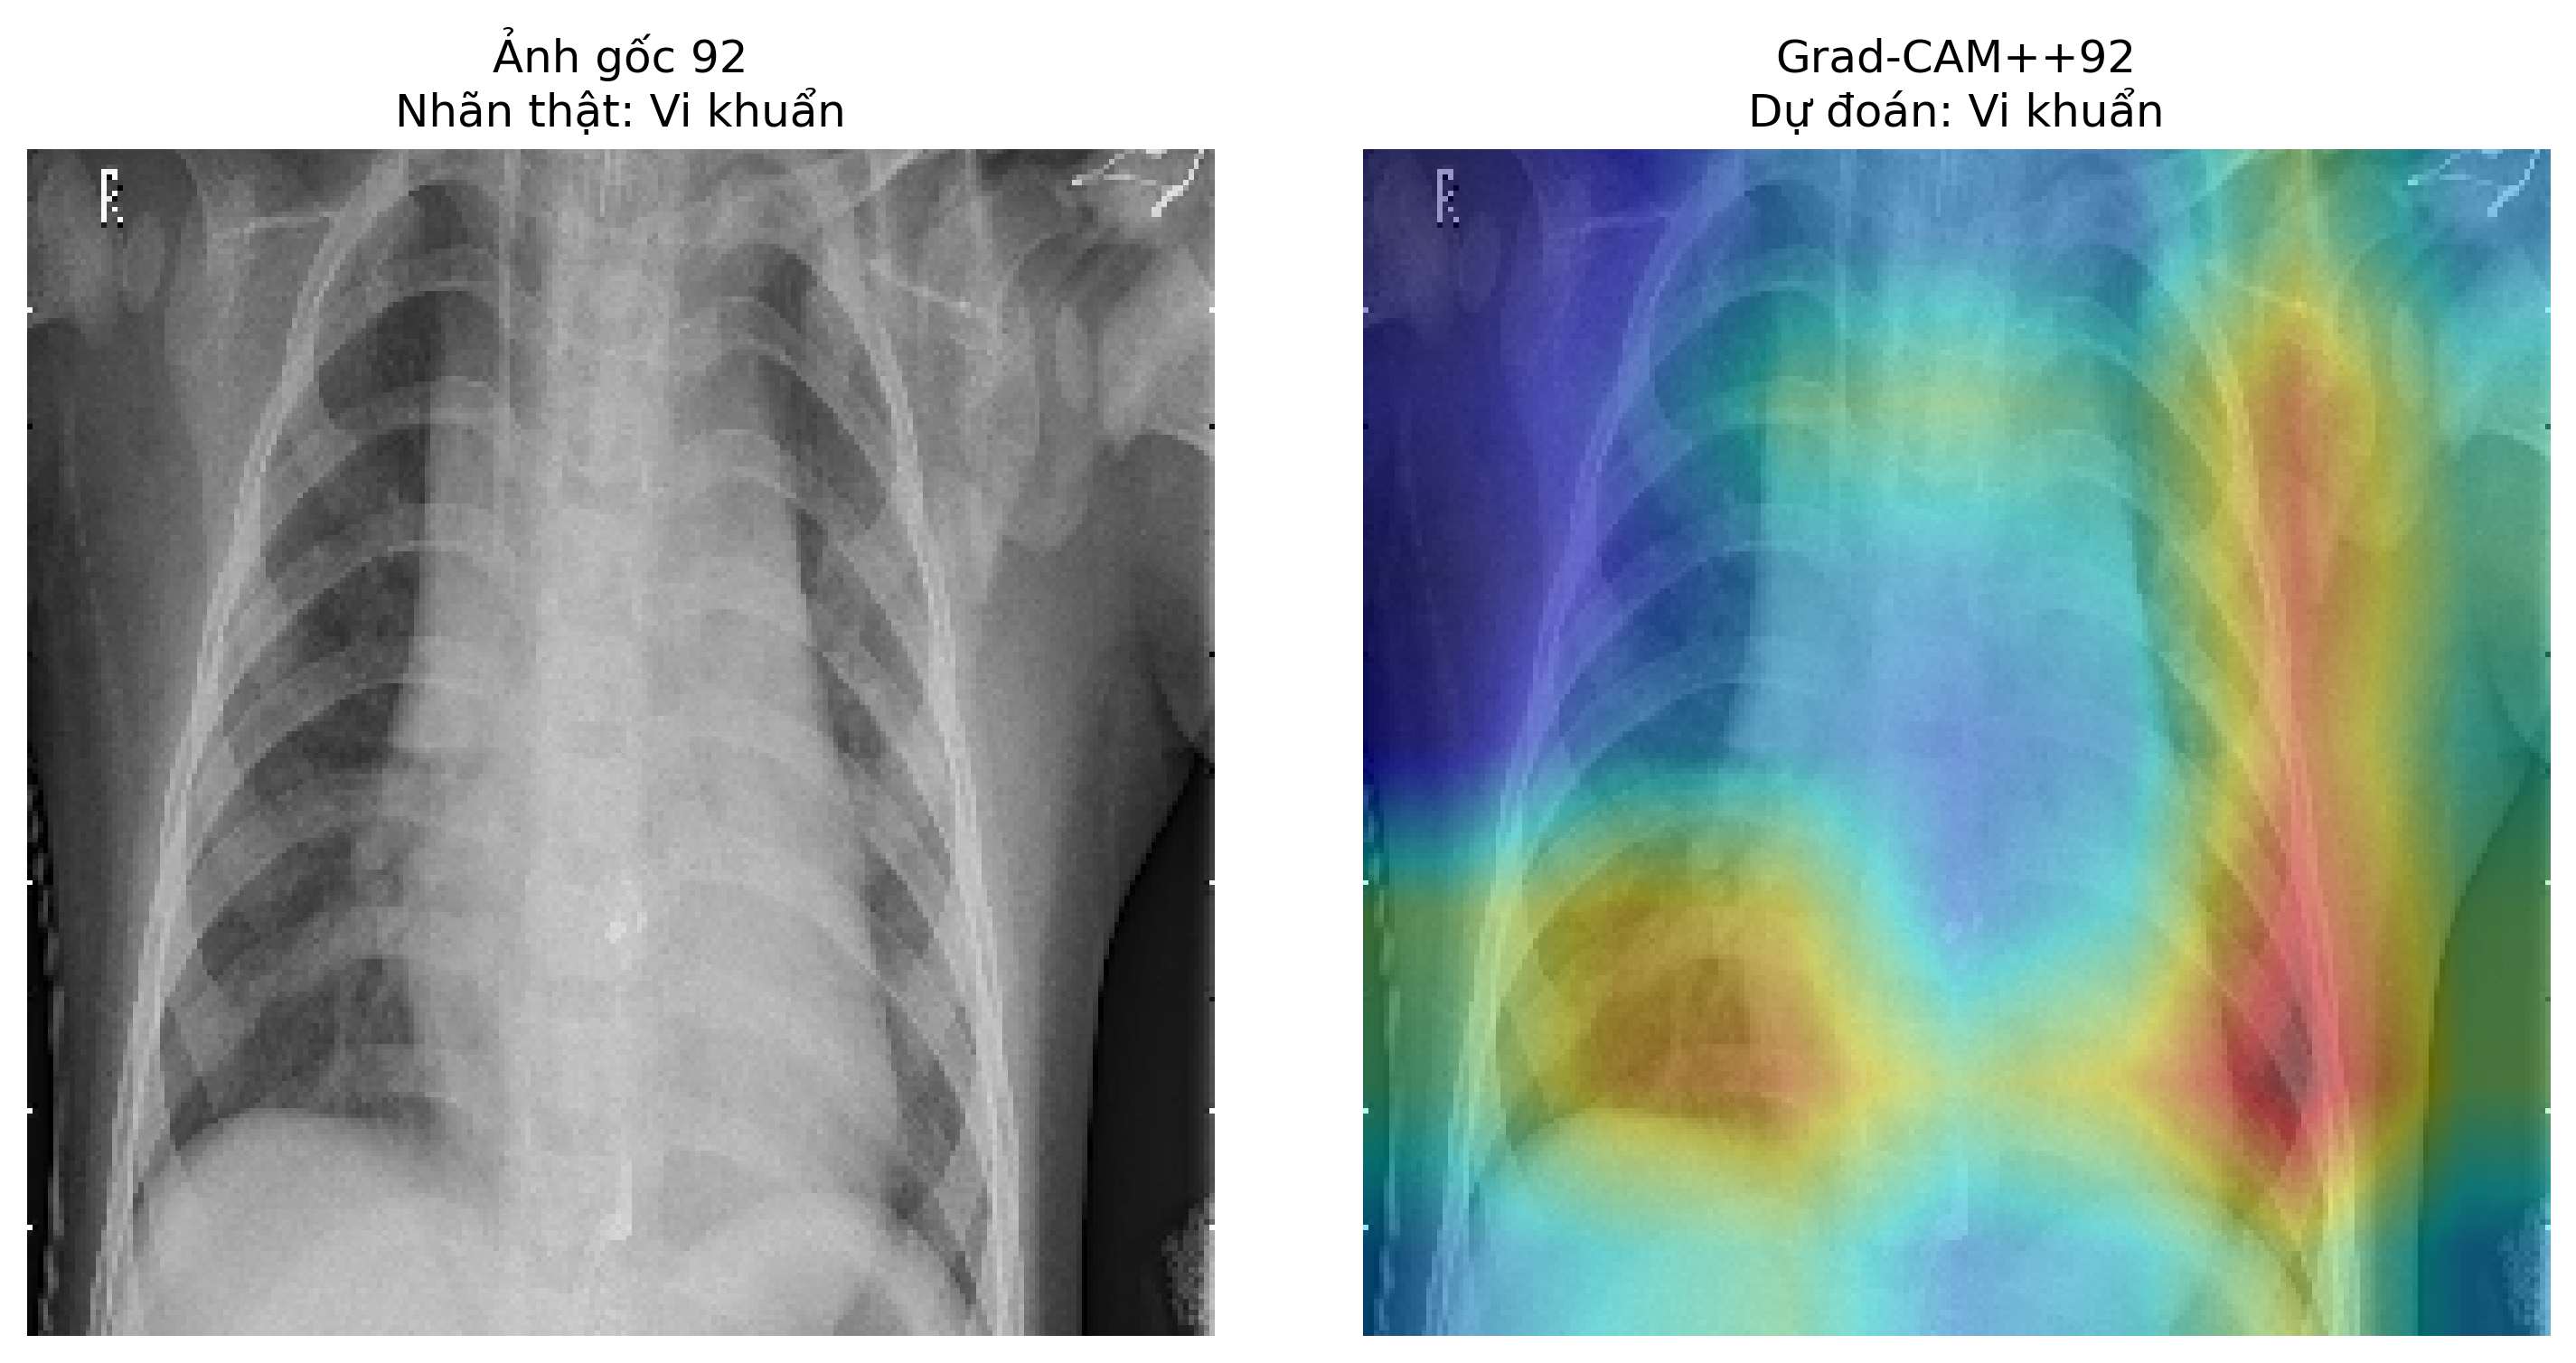 Ảnh gốc 92
Nhãn thật: Vi khuẩn
Grad-CAM++92
Dự đoán: Vi khuẩn
R